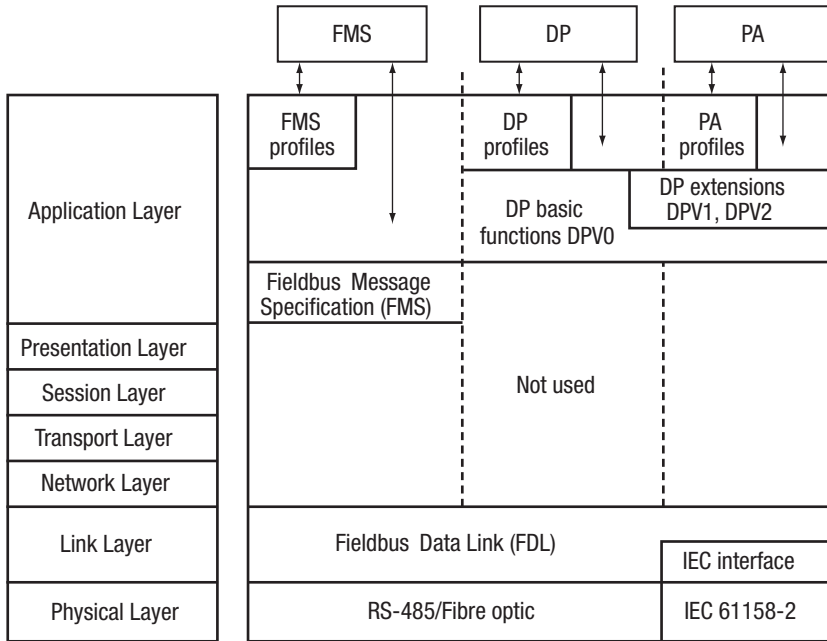 FMS
DP
PA
FMS
profiles
DP
profiles
PA
profiles
Application Layer
DP basic
functions DPV0
DP extensions
DPV1, DPV2
Fieldbus Message
Specification (FMS)
Presentation Layer
Session Layer
Not used
Transport Layer
Network Layer
Link Layer
Fieldbus Data Link (FDL)
IEC interface
Physical Layer
RS-485/Fibre optic
IEC 61158-2